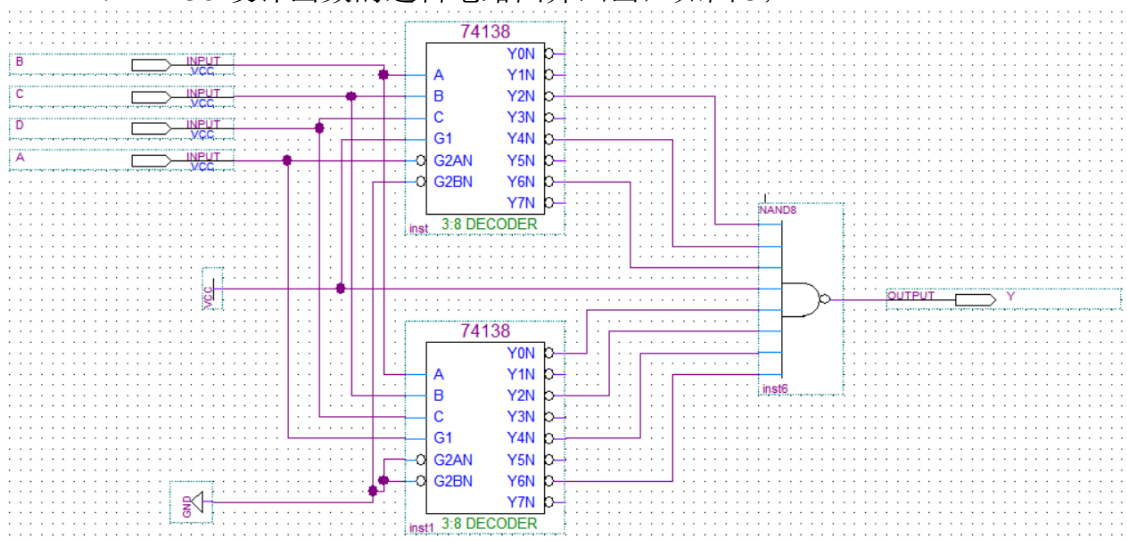 74138
B INPUT VCC
C INPUT VCC
D INPUT VCC
A INPUT VCC
A
B
C
G1
G2AN
G2BN
Y0N
Y1N
Y2N
Y3N
Y4N
Y5N
Y6N
Y7N
inst 3:8 DECODER
NAND8
inst6
OUTPUT Y
VCC
74138
A
B
C
G1
G2AN
G2BN
Y0N
Y1N
Y2N
Y3N
Y4N
Y5N
Y6N
Y7N
inst1 3:8 DECODER
GND